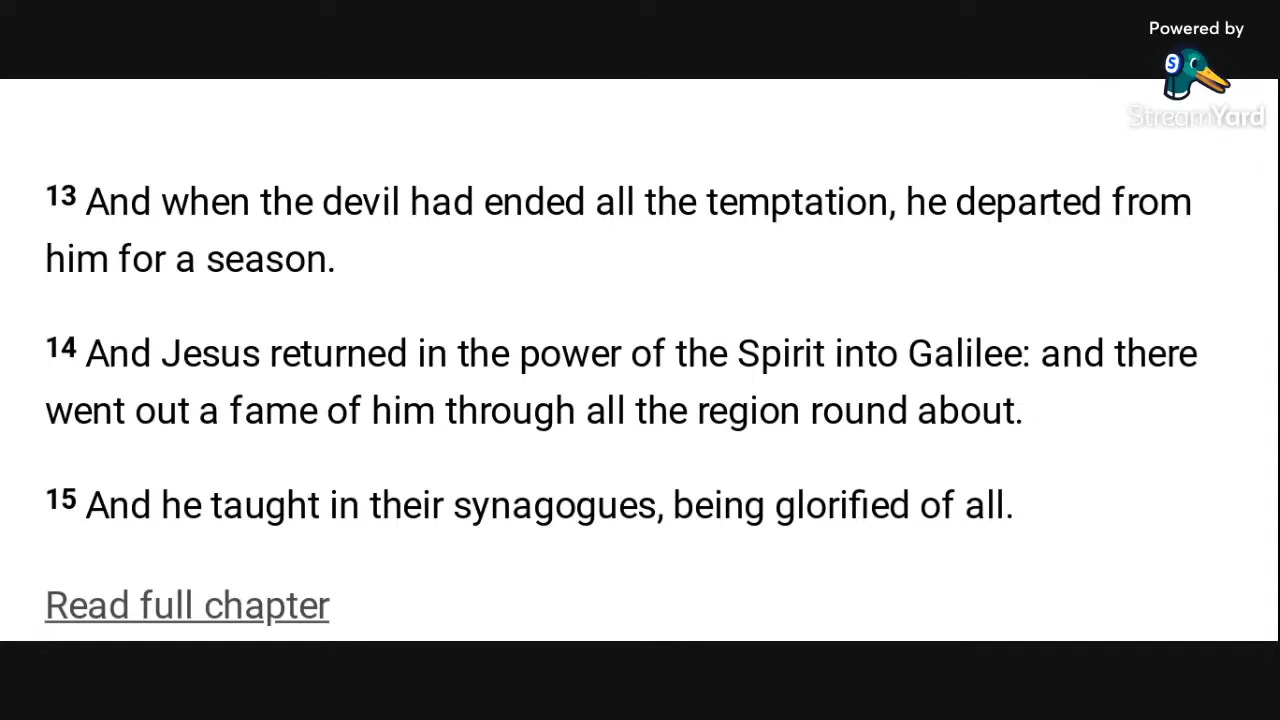 Powered by
S
StreamYard
13 And when the devil had ended all the temptation, he departed from
him for a season.
14 And Jesus returned in the power of the Spirit into Galilee: and there
went out a fame of him through all the region round about.
15 And he taught in their synagogues, being glorified of all.
Read full chapter